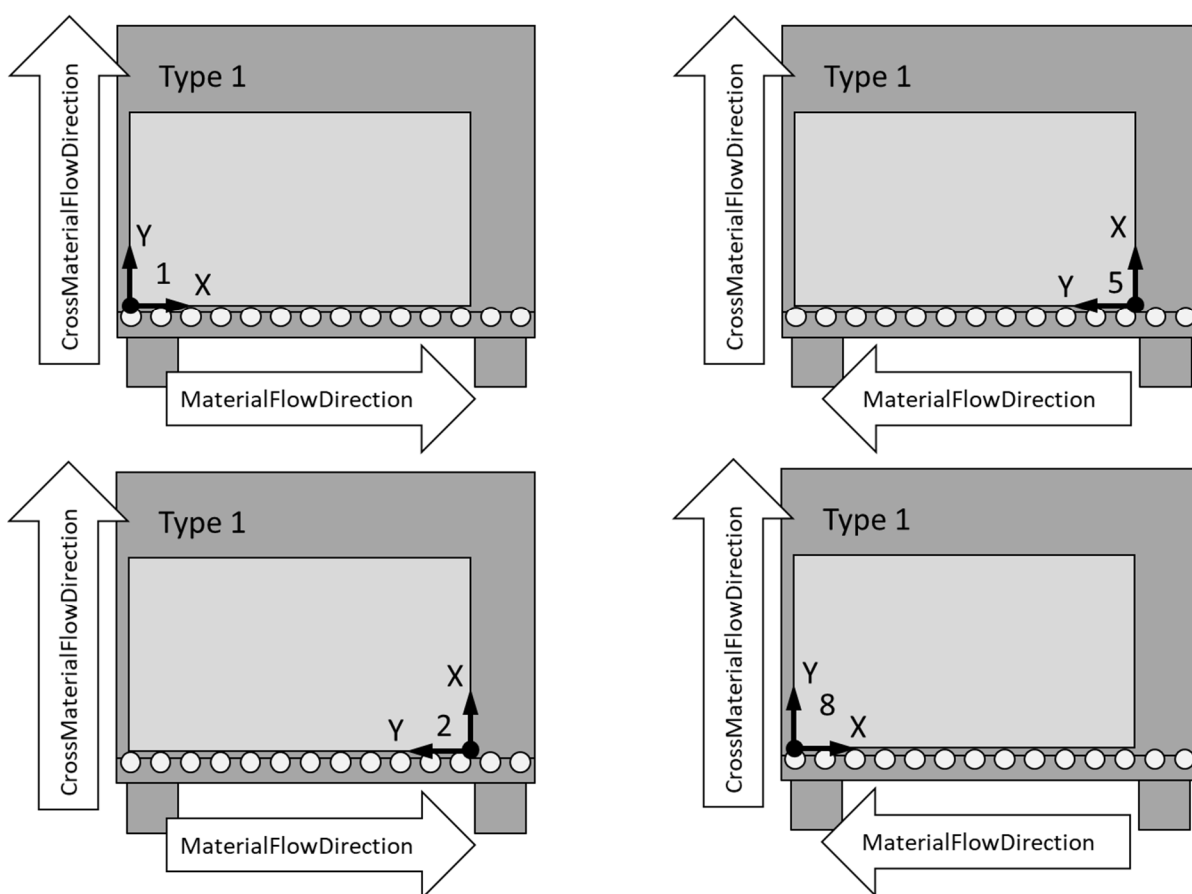 CrossMaterialFlowDirection
Type 1
Y
1
X
MaterialFlowDirection
CrossMaterialFlowDirection
Type 1
X
Y
5
MaterialFlowDirection
CrossMaterialFlowDirection
Type 1
X
Y
2
MaterialFlowDirection
CrossMaterialFlowDirection
Type 1
Y
8
X
MaterialFlowDirection